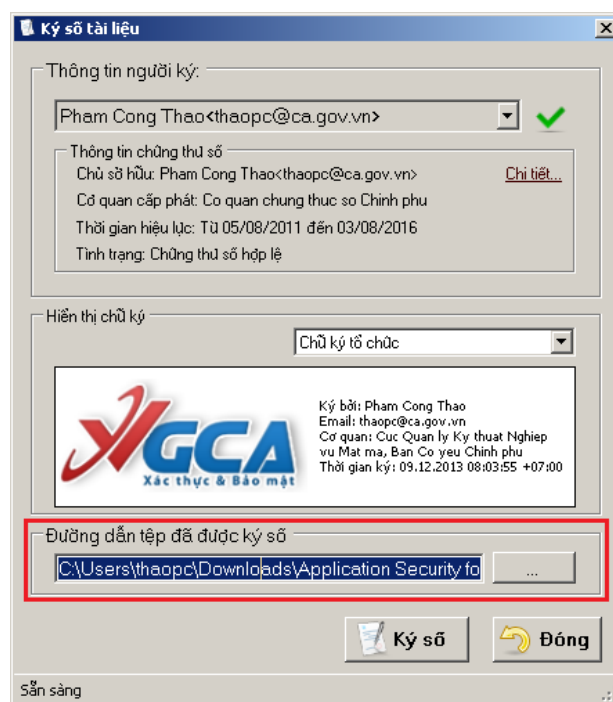 Ký số tài liệu
Thông tin người ký:
Pham Cong Thao<thaopc@ca.gov.vn>
Thông tin chứng thư số
Chủ sở hữu: Pham Cong Thao<thaopc@ca.gov.vn>
Chi tiết...
Cơ quan cấp phát: Co quan chung thuc so Chinh phu
Thời gian hiệu lực: Từ 05/08/2011 đến 03/08/2016
Tình trạng: Chứng thư số hợp lệ
Hiển thị chữ ký
Chữ ký tổ chức
VGCA
Xác thực & Bảo mật
Ký bởi: Pham Cong Thao
Email: thaopc@ca.gov.vn
Cơ quan: Cuc Quan ly Ky thuat Nghiep
vu Mat ma, Ban Co yeu Chinh phu
Thời gian ký: 09.12.2013 08:03:55 +07:00
Đường dẫn tệp đã được ký số
C:\Users\thaopc\Downloads\Application Security fo
...
Ký số
Đóng
Sẵn sàng